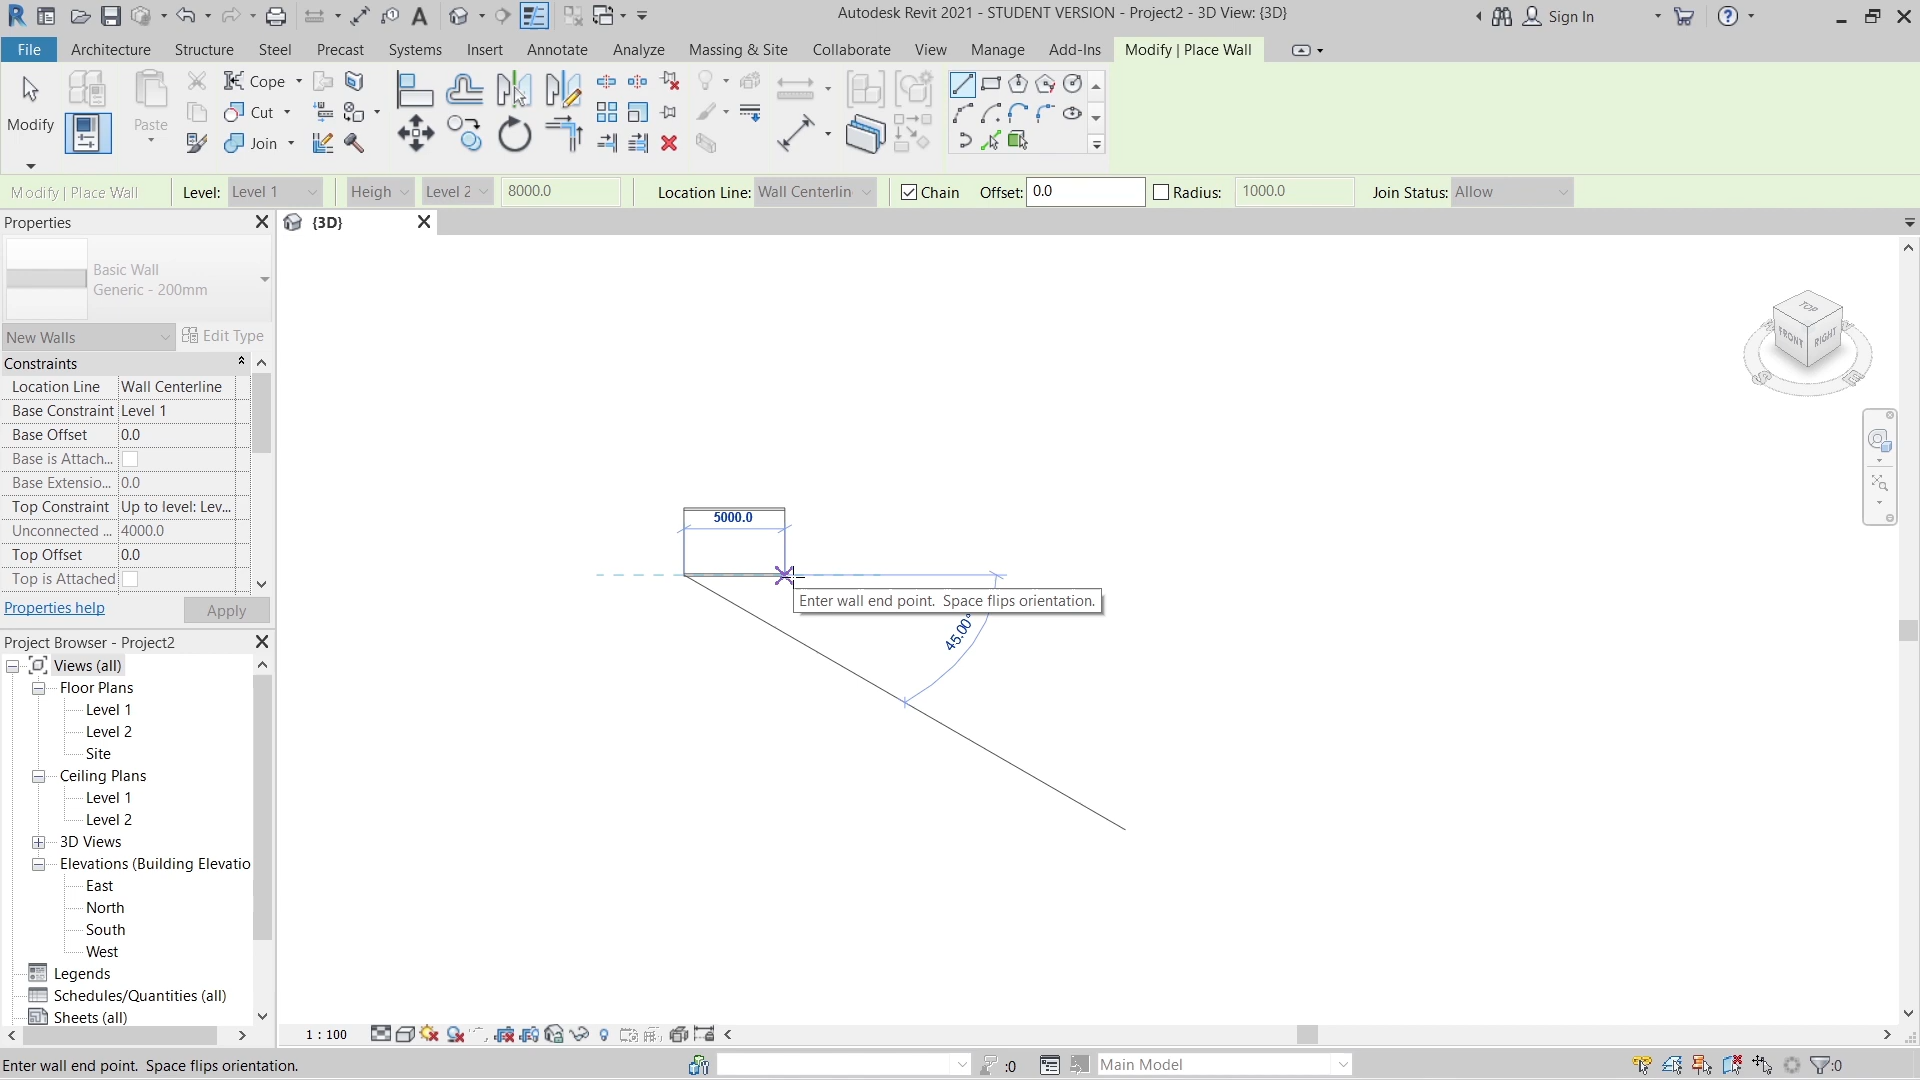 Autodesk Revit 2021 - STUDENT VERSION - Project2 - 3D View: {3D}
Sign In
File Architecture Structure Steel Precast Systems Insert Annotate Analyze Massing & Site Collaborate View Manage Add-Ins Modify | Place Wall
Modify
Paste
Cope
Cut
Join
Modify | Place Wall Level: Level 1 Heigh Level 2 8000.0 Location Line: Wall Centerlin Chain Offset: 0.0 Radius: 1000.0 Join Status: Allow
Properties
{3D}
Basic Wall
Generic - 200mm
New Walls Edit Type
Constraints
Location Line Wall Centerline
Base Constraint Level 1
Base Offset 0.0
Base is Attach...
Base Extensio... 0.0
Top Constraint Up to level: Lev...
Unconnected ... 4000.0
Top Offset 0.0
Top is Attached
Properties help Apply
TOP
FRONT RIGHT
5000.0
Enter wall end point. Space flips orientation.
45.00°
Project Browser - Project2
Views (all)
Floor Plans
Level 1
Level 2
Site
Ceiling Plans
Level 1
Level 2
3D Views
Elevations (Building Elevatio
East
North
South
West
Legends
Schedules/Quantities (all)
Sheets (all)
1 : 100
Enter wall end point. Space flips orientation.
:0
Main Model
:0